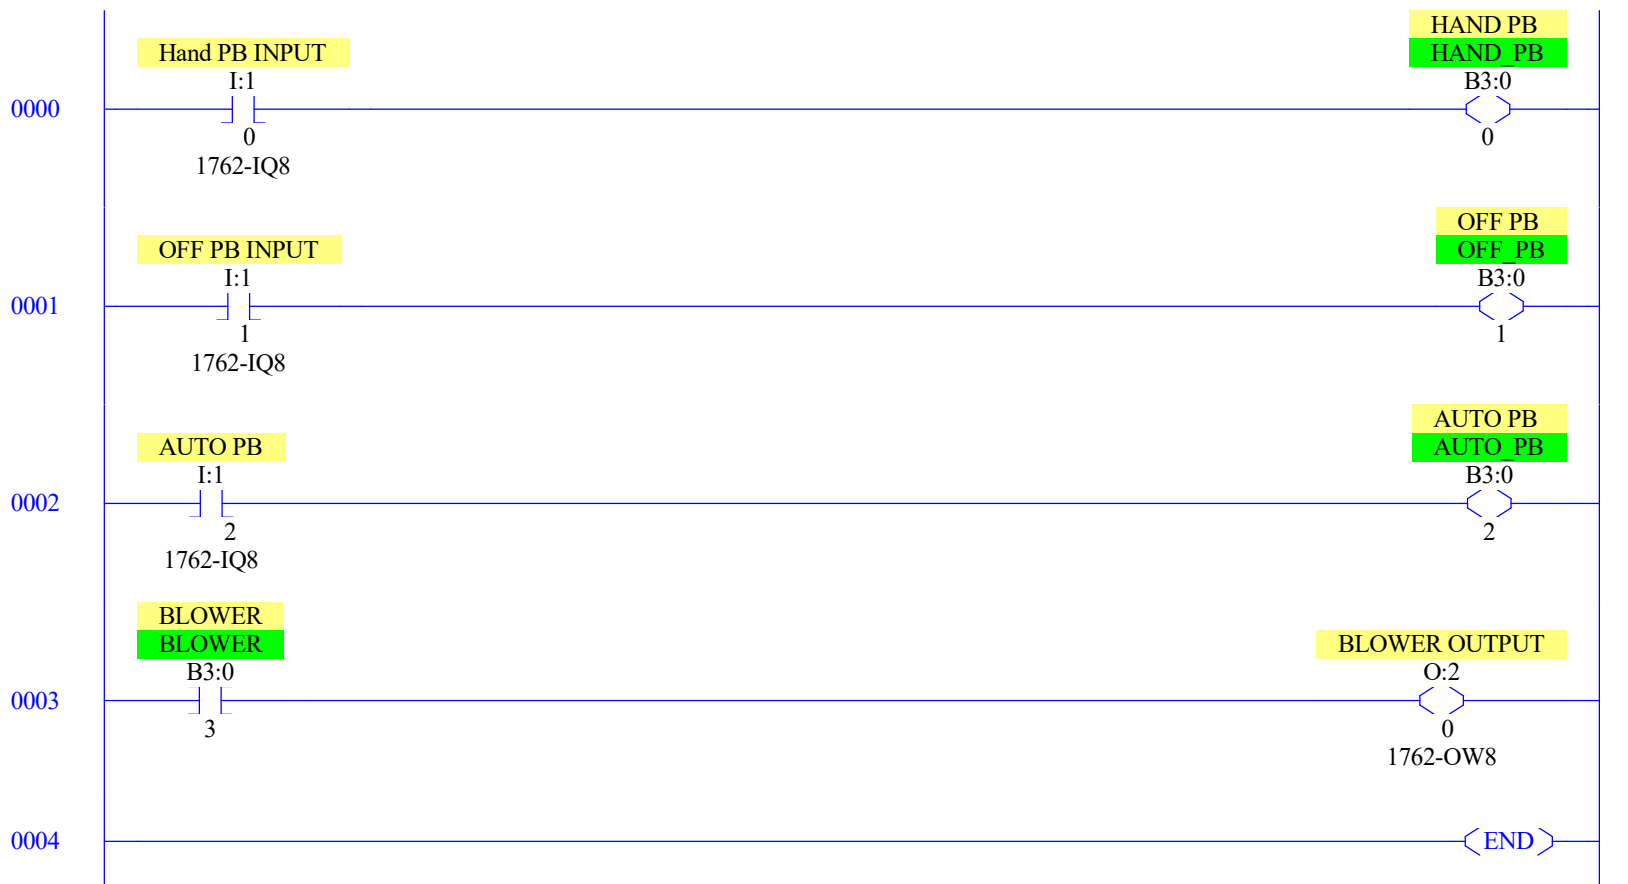 HAND PB
Hand PB INPUT
HAND_PB
I:1
B3:0
0000
0
0
1762-IQ8
OFF PB
OFF PB INPUT
OFF_PB
I:1
B3:0
0001
1
1
1762-IQ8
AUTO PB
AUTO PB
AUTO_PB
I:1
B3:0
0002
2
2
1762-IQ8
BLOWER
BLOWER
BLOWER OUTPUT
B3:0
O:2
0003
3
0
1762-OW8
0004
END